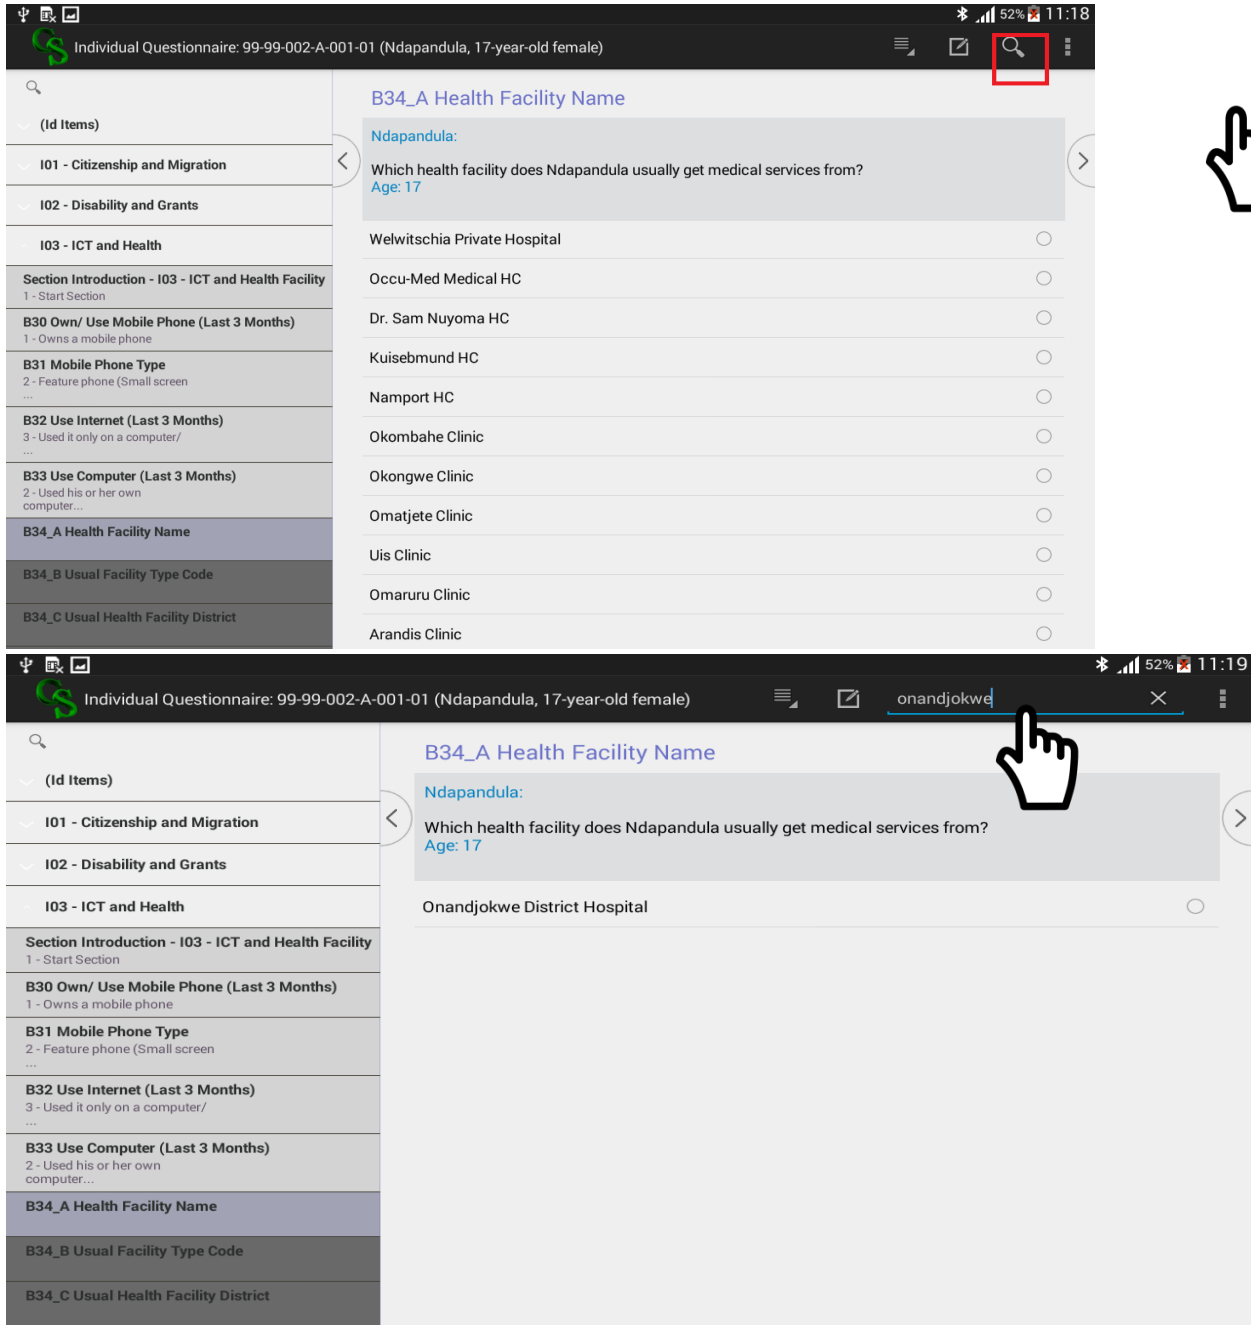 52% 11:18
CS Individual Questionnaire: 99-99-002-A-001-01 (Ndapandula, 17-year-old female)
(Id Items)
I01 - Citizenship and Migration
I02 - Disability and Grants
I03 - ICT and Health
Section Introduction - I03 - ICT and Health Facility
1 - Start Section
B30 Own/ Use Mobile Phone (Last 3 Months)
1 - Owns a mobile phone
B31 Mobile Phone Type
2 - Feature phone (Small screen
...
B32 Use Internet (Last 3 Months)
3 - Used it only on a computer/
...
B33 Use Computer (Last 3 Months)
2 - Used his or her own
computer...
B34_A Health Facility Name
B34_B Usual Facility Type Code
B34_C Usual Health Facility District
B34_A Health Facility Name
Ndapandula:
Which health facility does Ndapandula usually get medical services from?
Age: 17
Welwitschia Private Hospital
Occu-Med Medical HC
Dr. Sam Nuyoma HC
Kuisebmund HC
Namport HC
Okombahe Clinic
Okongwe Clinic
Omatjete Clinic
Uis Clinic
Omaruru Clinic
Arandis Clinic
52% 11:19
CS Individual Questionnaire: 99-99-002-A-001-01 (Ndapandula, 17-year-old female) onandjokwe
(Id Items)
I01 - Citizenship and Migration
I02 - Disability and Grants
I03 - ICT and Health
Section Introduction - I03 - ICT and Health Facility
1 - Start Section
B30 Own/ Use Mobile Phone (Last 3 Months)
1 - Owns a mobile phone
B31 Mobile Phone Type
2 - Feature phone (Small screen
...
B32 Use Internet (Last 3 Months)
3 - Used it only on a computer/
...
B33 Use Computer (Last 3 Months)
2 - Used his or her own
computer...
B34_A Health Facility Name
B34_B Usual Facility Type Code
B34_C Usual Health Facility District
B34_A Health Facility Name
Ndapandula:
Which health facility does Ndapandula usually get medical services from?
Age: 17
Onandjokwe District Hospital